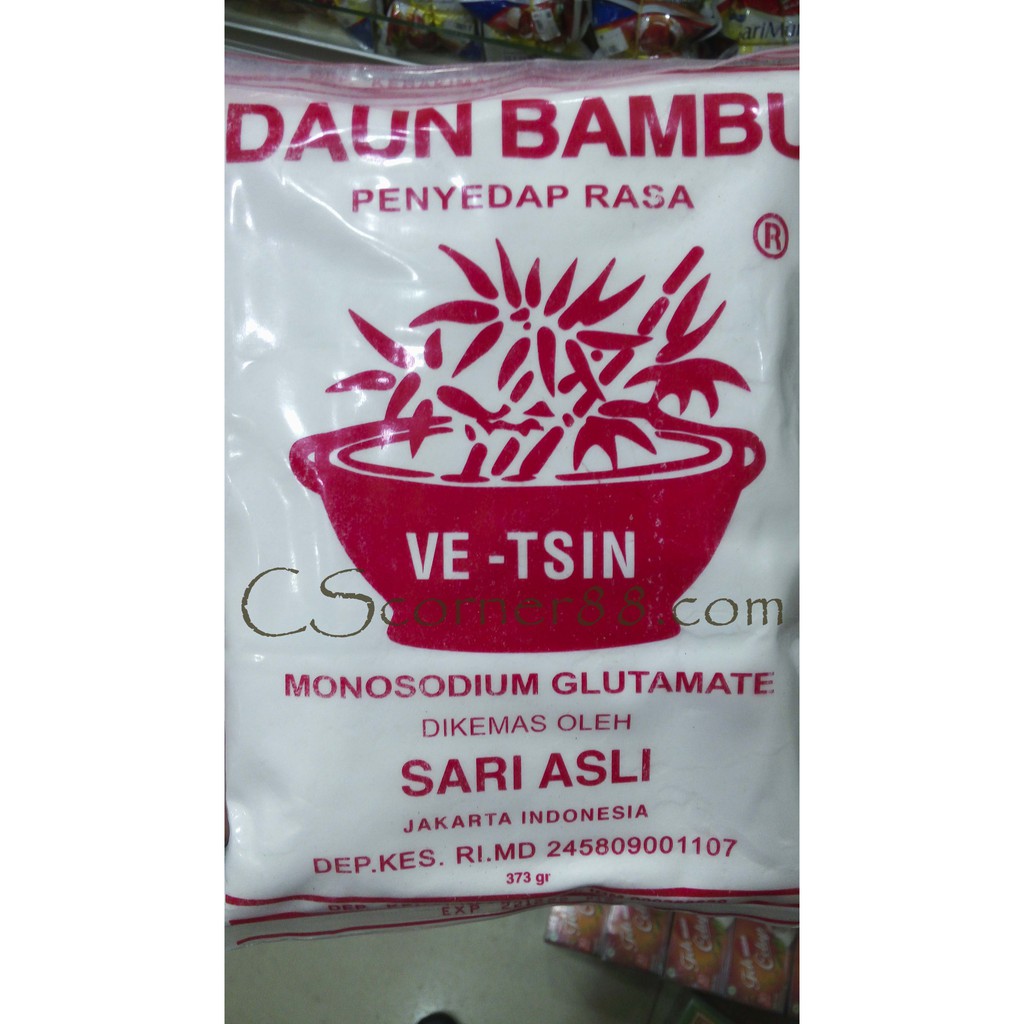 DAUN BAMBU
PENYEDAP RASA
®
VE -TSIN
CScorner88.com
MONOSODIUM GLUTAMATE
DIKEMAS OLEH
SARI ASLI
JAKARTA INDONESIA
DEP.KES. RI.MD 245809001107
373 gr
EXP